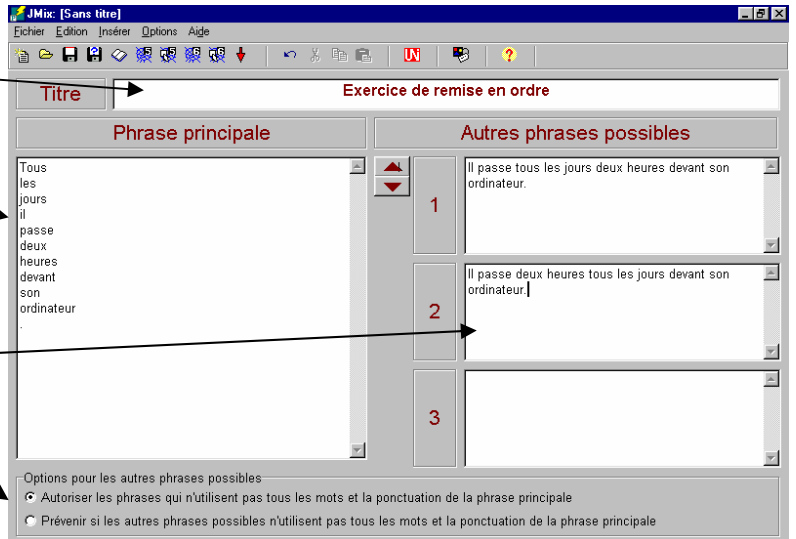 JMix: [Sans titre]
Fichier Edition Insérer Options Aide
Titre
Exercice de remise en ordre
Phrase principale
Autres phrases possibles
Tous
les
jours
il
passe
deux
heures
devant
son
ordinateur
.
1
Il passe tous les jours deux heures devant son
ordinateur.
2
Il passe deux heures tous les jours devant son
ordinateur.
3
Options pour les autres phrases possibles
Autoriser les phrases qui n'utilisent pas tous les mots et la ponctuation de la phrase principale
Prévenir si les autres phrases possibles n'utilisent pas tous les mots et la ponctuation de la phrase principale